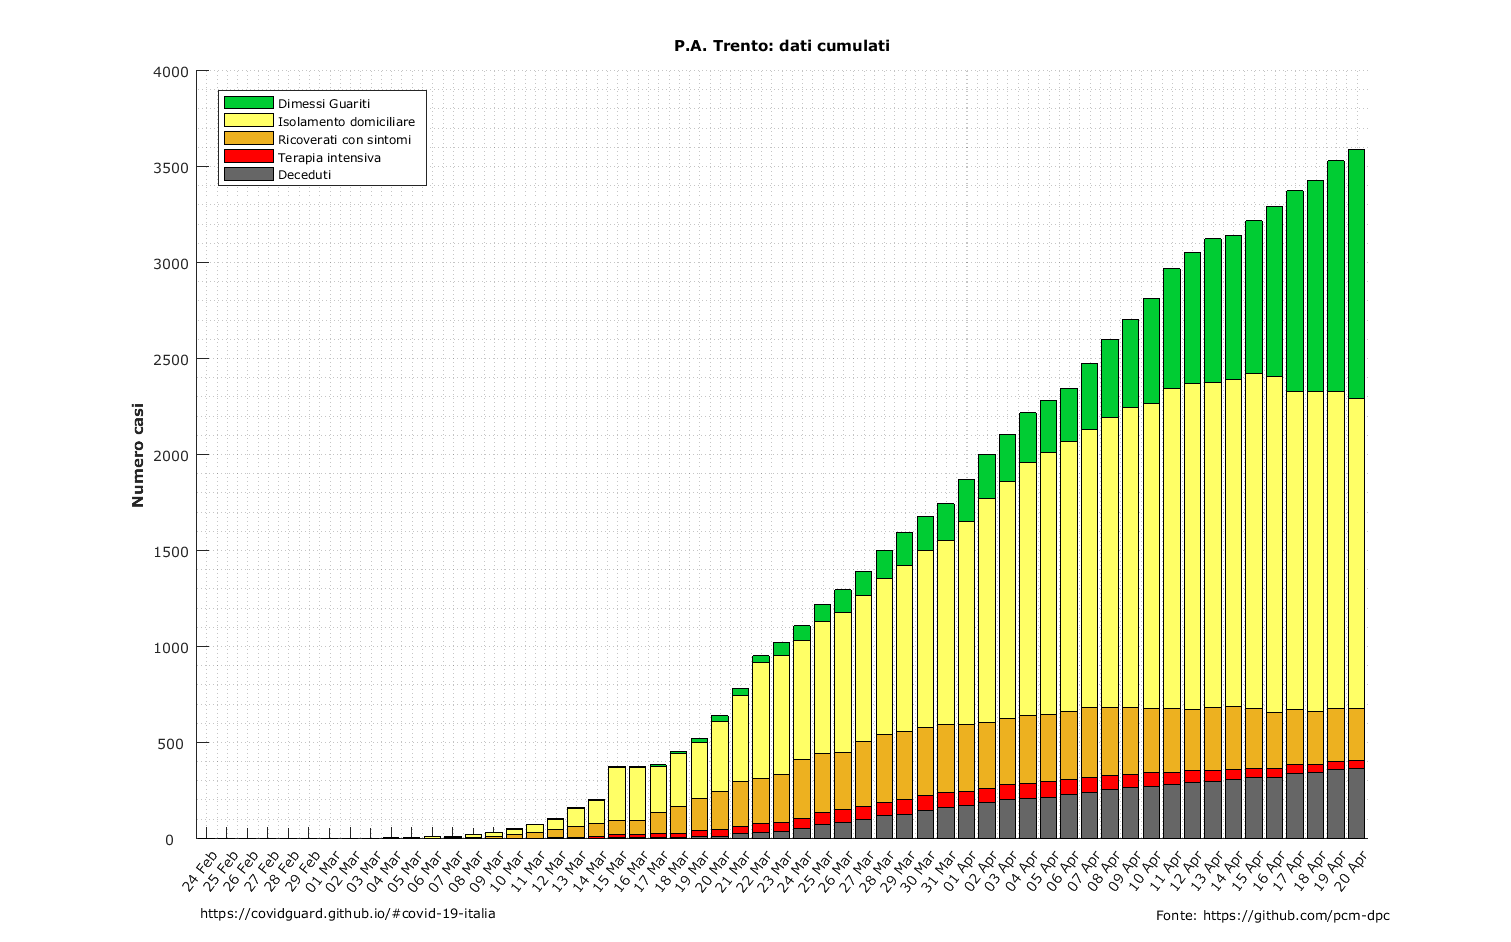 P.A. Trento: dati cumulati
4000
3500
3000
2500
2000
1500
1000
500
0
Numero casi
Dimessi Guariti
Isolamento domiciliare
Ricoverati con sintomi
Terapia intensiva
Deceduti
24 Feb
25 Feb
26 Feb
27 Feb
28 Feb
29 Feb
01 Mar
02 Mar
03 Mar
04 Mar
05 Mar
06 Mar
07 Mar
08 Mar
09 Mar
10 Mar
11 Mar
12 Mar
13 Mar
14 Mar
15 Mar
16 Mar
17 Mar
18 Mar
19 Mar
20 Mar
21 Mar
22 Mar
23 Mar
24 Mar
25 Mar
26 Mar
27 Mar
28 Mar
29 Mar
30 Mar
31 Mar
01 Apr
02 Apr
03 Apr
04 Apr
05 Apr
06 Apr
07 Apr
08 Apr
09 Apr
10 Apr
11 Apr
12 Apr
13 Apr
14 Apr
15 Apr
16 Apr
17 Apr
18 Apr
19 Apr
20 Apr
https://covidguard.github.io/#covid-19-italia
Fonte: https://github.com/pcm-dpc